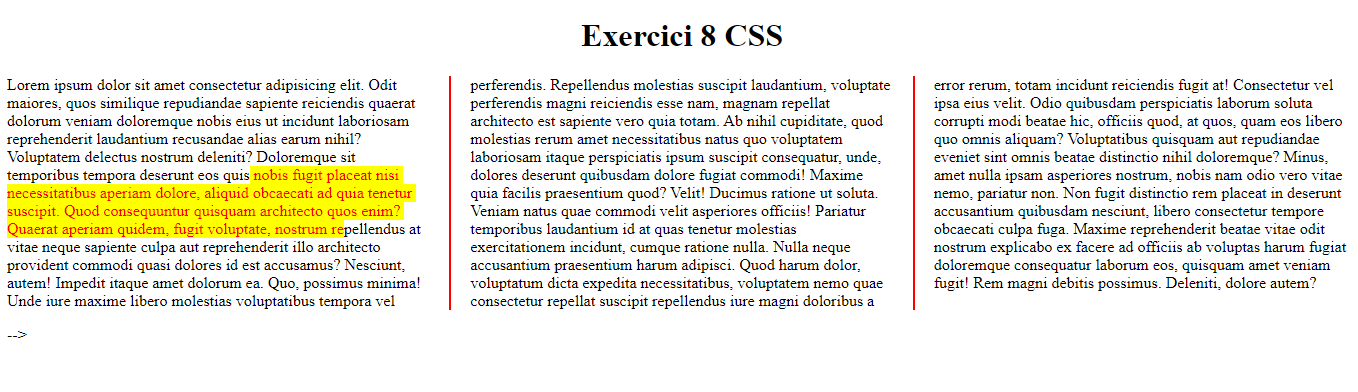 Exercici 8 CSS
Lorem ipsum dolor sit amet consectetur adipisicing elit. Odit
maiores, quos similique repudiandae sapiente reiciendis quaerat
dolorum veniam doloremque nobis eius ut incidunt laboriosam
reprehenderit laudantium recusandae alias earum nihil?
Voluptatem delectus nostrum deleniti? Doloremque sit
temporibus tempora deserunt eos quis nobis fugit placeat nisi
necessitatibus aperiam dolore, aliquid obcaecati ad quia tenetur
suscipit. Quod consequuntur quisquam architecto quos enim?
Quaerat aperiam quidem, fugit voluptate, nostrum repellendus at
vitae neque sapiente culpa aut reprehenderit illo architecto
provident commodi quasi dolores id est accusamus? Nesciunt,
autem! Impedit itaque amet dolorum ea. Quo, possimus minima!
Unde iure maxime libero molestias voluptatibus tempora vel
perferendis. Repellendus molestias suscipit laudantium, voluptate
perferendis magni reiciendis esse nam, magnam repellat
architecto est sapiente vero quia totam. Ab nihil cupiditate, quod
molestias rerum amet necessitatibus natus quo voluptatem
laboriosam itaque perspiciatis ipsum suscipit consequatur, unde,
dolores deserunt quibusdam dolore fugiat commodi! Maxime
quia facilis praesentium quod? Velit! Ducimus ratione ut soluta.
Veniam natus quae commodi velit asperiores officiis! Pariatur
temporibus laudantium id at quas tenetur molestias
exercitationem incidunt, cumque ratione nulla. Nulla neque
accusantium praesentium harum adipisci. Quod harum dolor,
voluptatum dicta expedita necessitatibus, voluptatem nemo quae
consectetur repellat suscipit repellendus iure magni doloribus a
error rerum, totam incidunt reiciendis fugit at! Consectetur vel
ipsa eius velit. Odio quibusdam perspiciatis laborum soluta
corrupti modi beatae hic, officiis quod, at quos, quam eos libero
quo omnis aliquam? Voluptatibus quisquam aut repudiandae
eveniet sint omnis beatae distinctio nihil doloremque? Minus,
amet nulla ipsam asperiores nostrum, nobis nam odio vero vitae
nemo, pariatur non. Non fugit distinctio rem placeat in deserunt
accusantium quibusdam nesciunt, libero consectetur tempore
obcaecati culpa fuga. Maxime reprehenderit beatae vitae odit
nostrum explicabo ex facere ad officiis ab voluptas harum fugiat
doloremque consequatur laborum eos, quisquam amet veniam
fugit! Rem magni debitis possimus. Deleniti, dolore autem?
-->